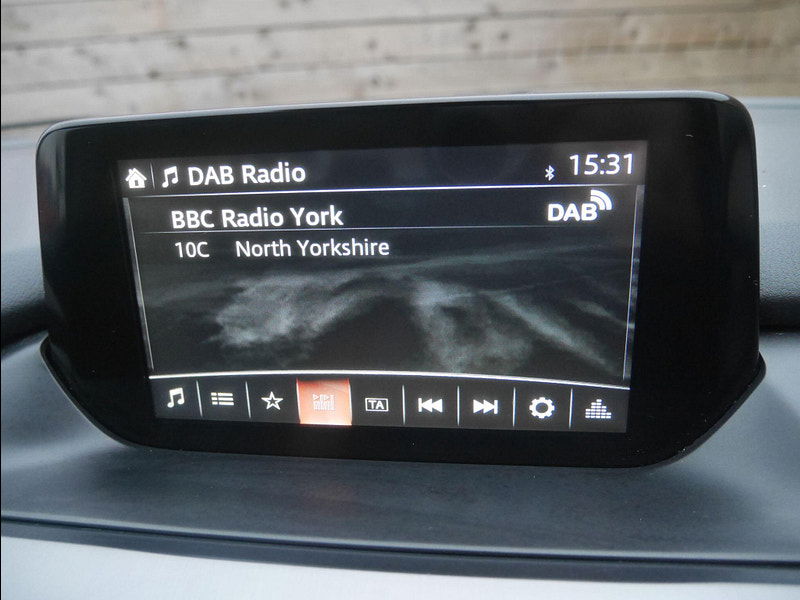 DAB Radio 15:31
BBC Radio York DAB
10C North Yorkshire
TA